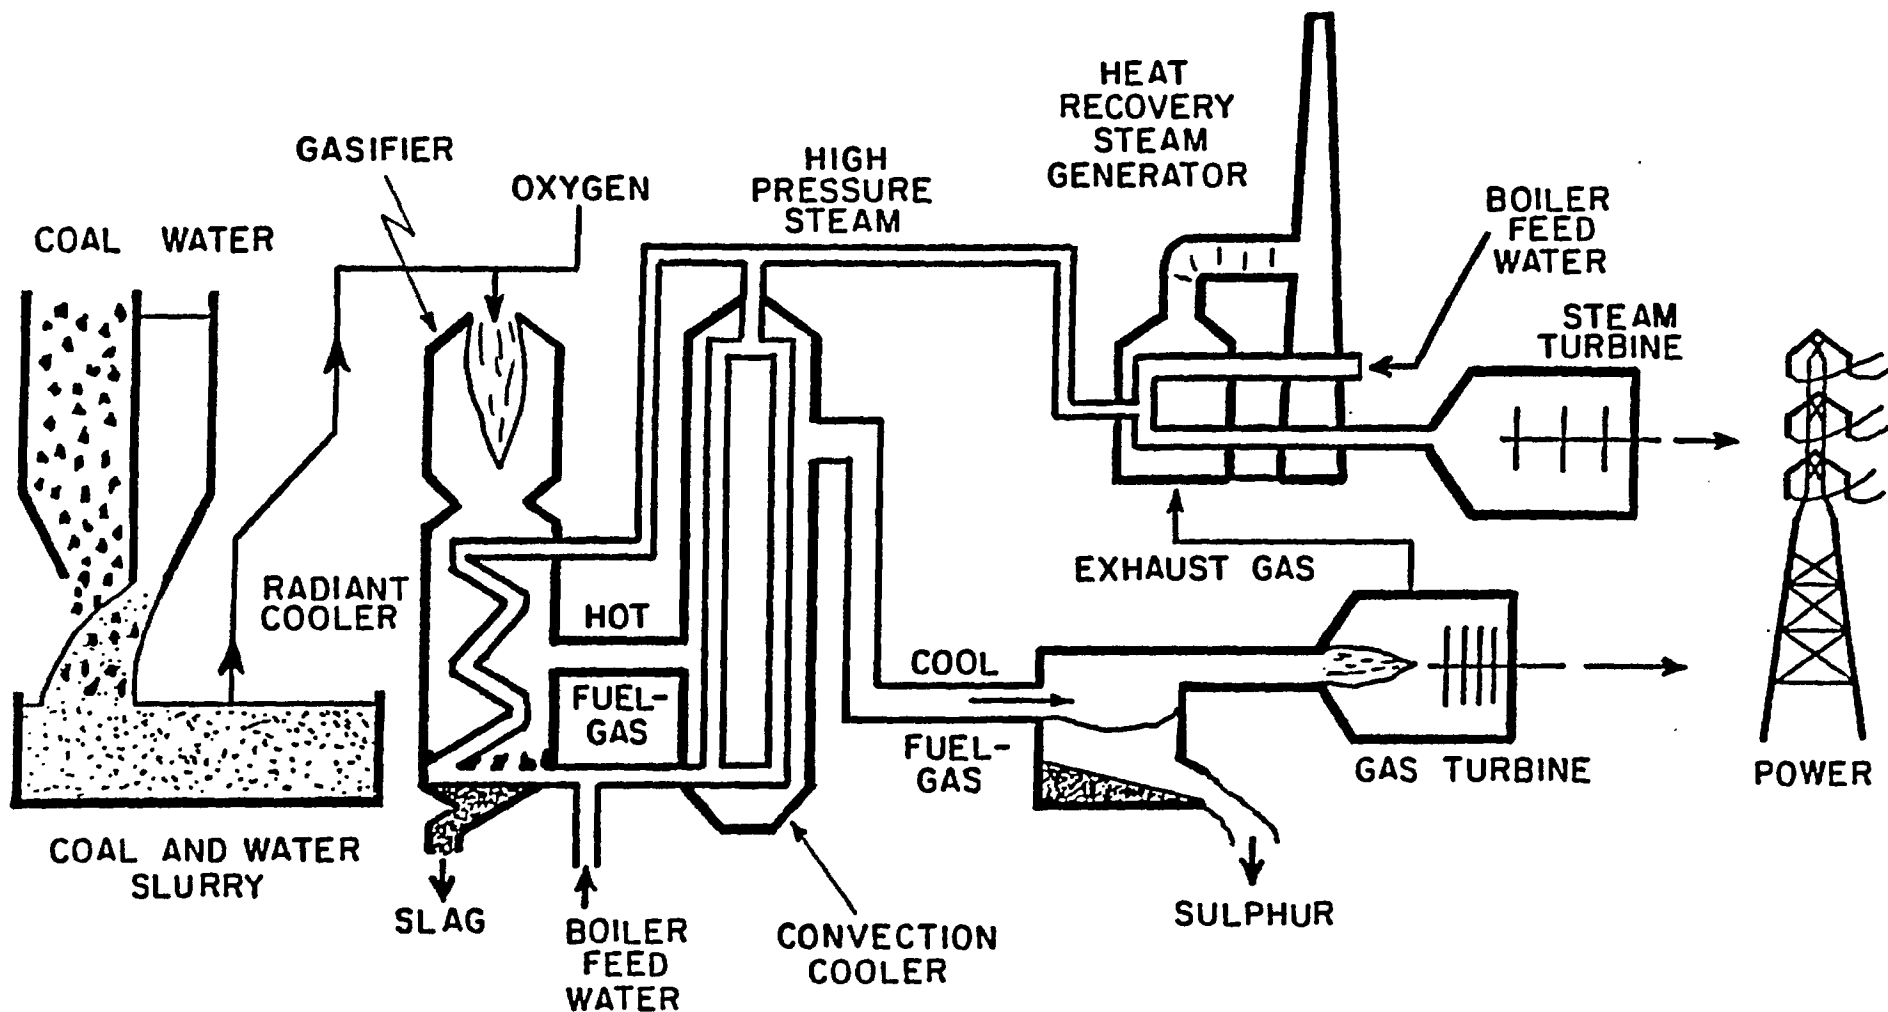 HEAT
RECOVERY
STEAM
GENERATOR
GASIFIER
OXYGEN
HIGH
PRESSURE
STEAM
BOILER
FEED
WATER
COAL WATER
STEAM
TURBINE
RADIANT
COOLER
HOT
FUEL-
GAS
EXHAUST GAS
COOL
FUEL-
GAS
GAS TURBINE
POWER
COAL AND WATER
SLURRY
SLAG
BOILER
FEED
WATER
CONVECTION
COOLER
SULPHUR